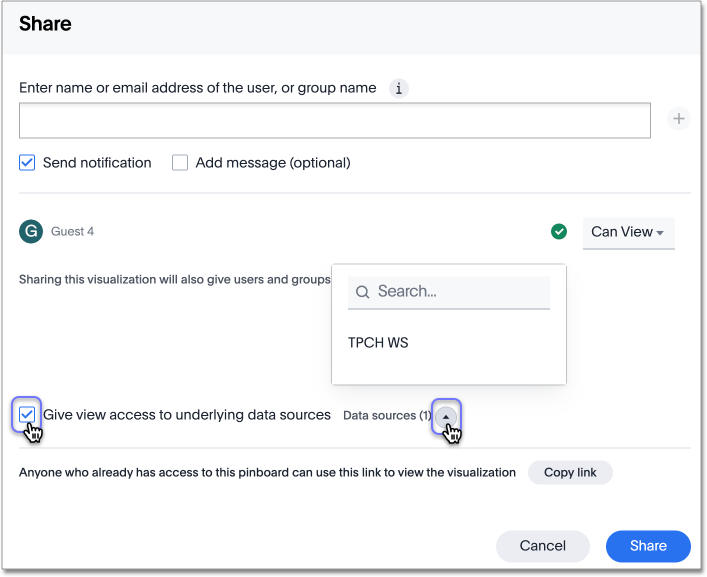 Share
Enter name or email address of the user, or group name i
+
Send notification Add message (optional)
G Guest 4 Can View
Sharing this visualization will also give users and groups
Search...
TPCH WS
Give view access to underlying data sources Data sources (1)
Anyone who already has access to this pinboard can use this link to view the visualization Copy link
Cancel Share